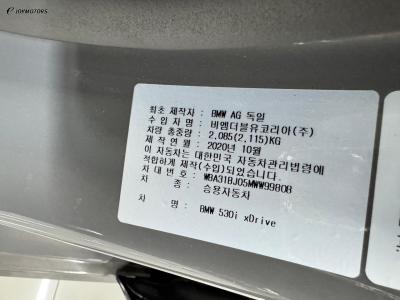 JOYMOTORS
최초 제작자 : BMW AG 독일
수 입 자 명 : 비엠더블유코리아(주)
차량 총중량 : 2,085(2,115)KG
제 작 연 월 : 2020년 10월
이 자동차는 대한민국 자동차관리법령에
적합하게 제작(수입)되었습니다.
차 대 번 호 : WBA31BJ05MWW99808
차 종 : 승용자동차
차 명 : BMW 530i xDrive